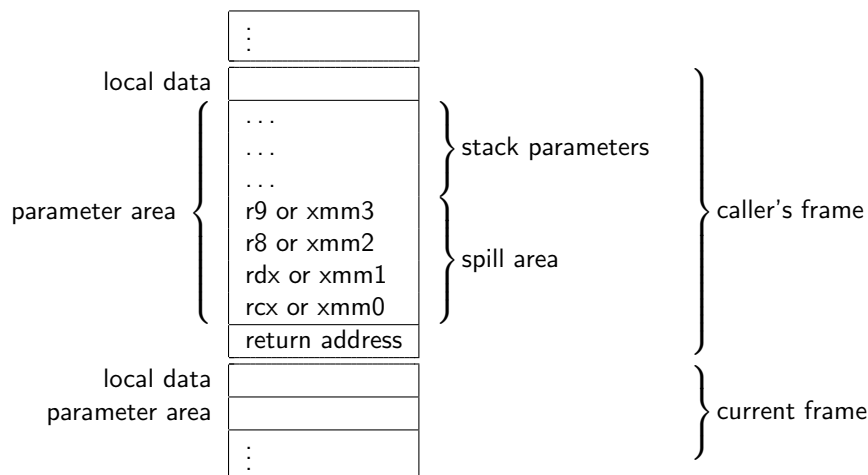 ⋮
local data
. . .
. . .
stack parameters
. . .
parameter area
r9 or xmm3
caller's frame
r8 or xmm2
spill area
rdx or xmm1
rcx or xmm0
return address
local data
parameter area
current frame
⋮